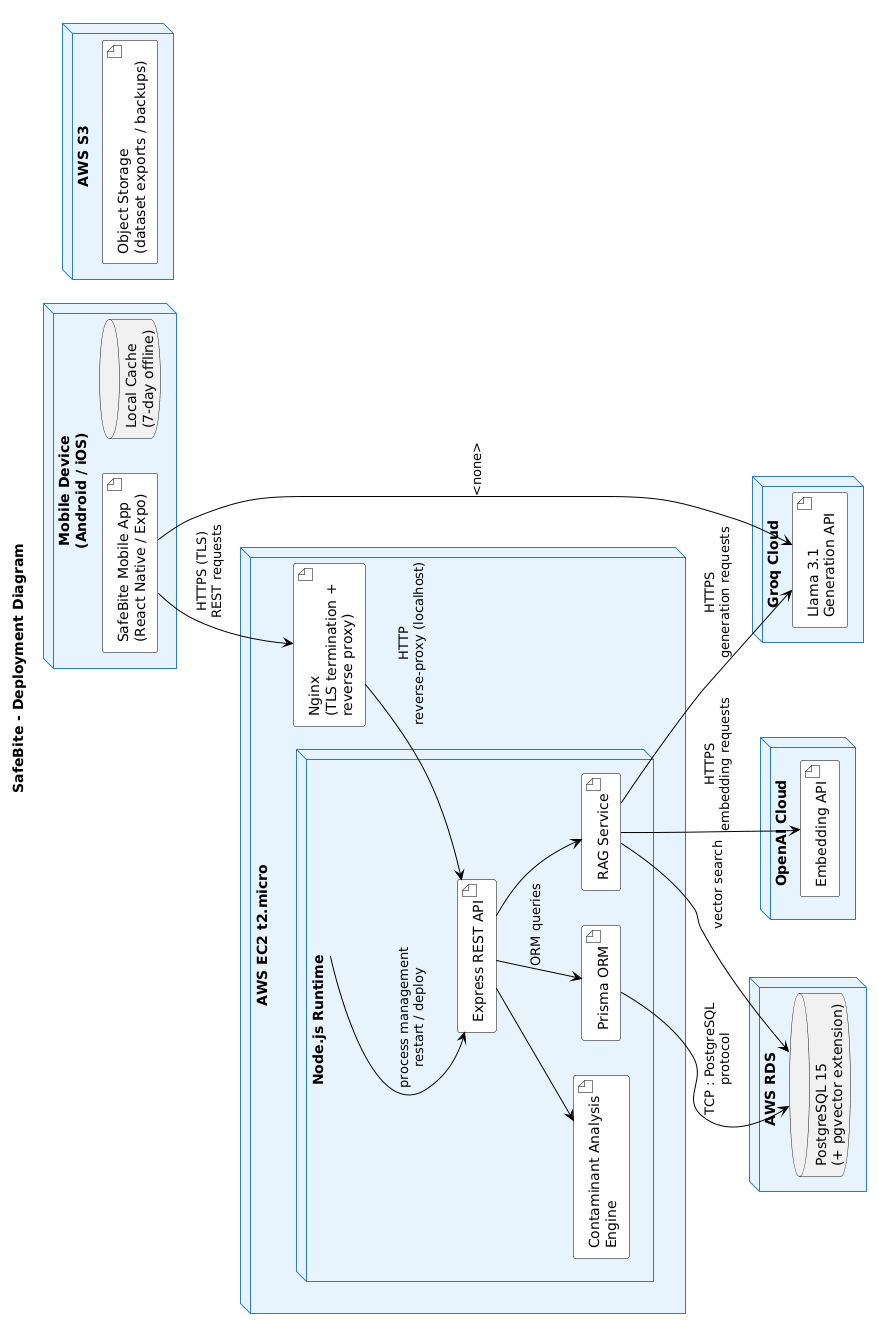 SafeBite - Deployment Diagram
AWS S3
Object Storage
(dataset exports / backups)
Mobile Device
(Android / iOS)
SafeBite Mobile App
(React Native / Expo)
Local Cache
(7-day offline)
HTTPS (TLS)
REST requests
<none>
AWS EC2 t2.micro
Nginx
(TLS termination +
reverse proxy)
HTTP
reverse-proxy (localhost)
Node.js Runtime
process management
restart / deploy
Express REST API
ORM queries
Contaminant Analysis
Engine
Prisma ORM
RAG Service
TCP : PostgreSQL
protocol
vector search
HTTPS
embedding requests
HTTPS
generation requests
AWS RDS
PostgreSQL 15
(+ pgvector extension)
OpenAI Cloud
Embedding API
Groq Cloud
Llama 3.1
Generation API